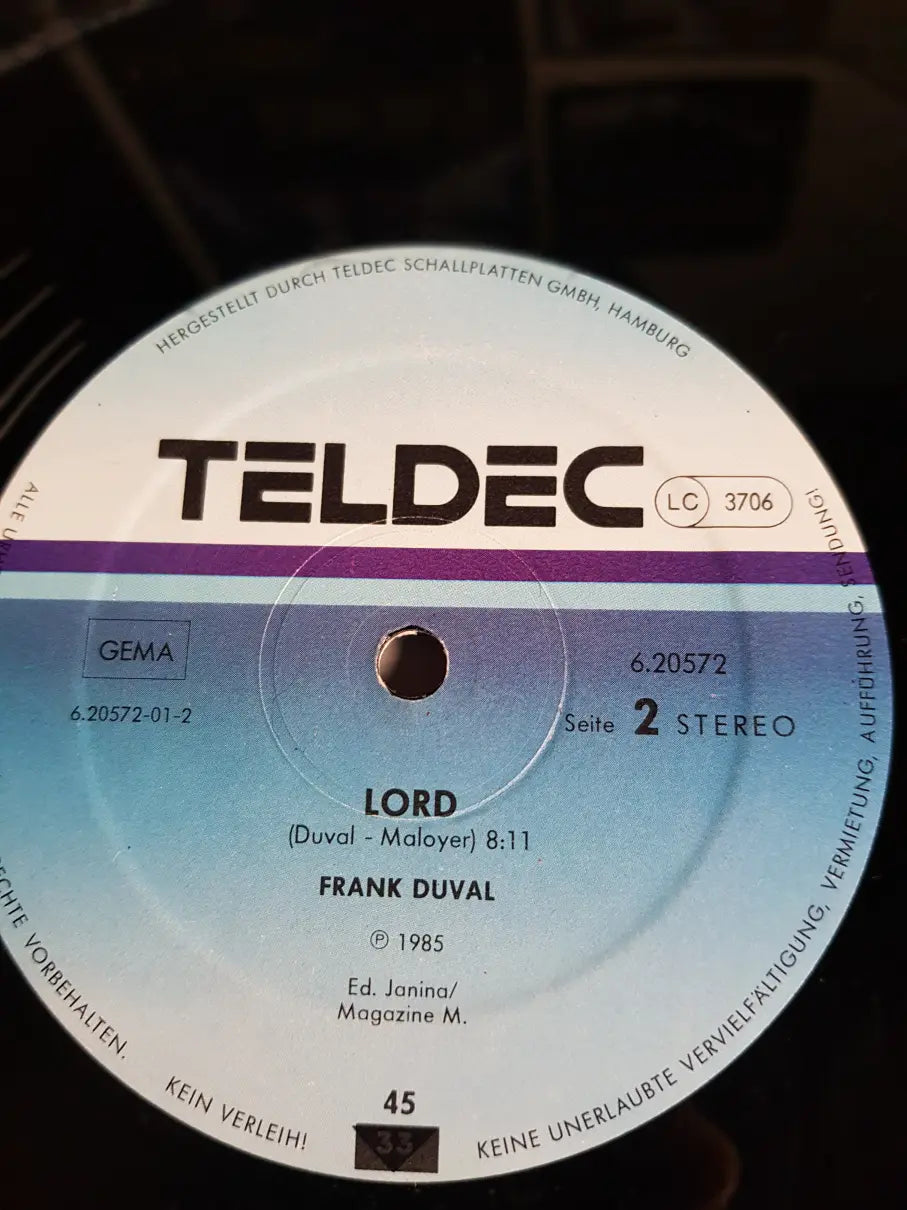 HERGESTELLT DURCH TELDEC SCHALLPLATTEN GMBH, HAMBURG
TELDEC
LC 3706
GEMA
6.20572-01-2
6.20572
Seite 2 STEREO
LORD
(Duval - Maloyer) 8:11
FRANK DUVAL
℗ 1985
Ed. Janina/
Magazine M.
45
33
ALLE
VORBEHALTEN.
KEIN VERLEIH!
KEINE UNERLAUBTE VERVIELFÄLTIGUNG, VERMIETUNG, AUFFÜHRUNG, SENDUNG!